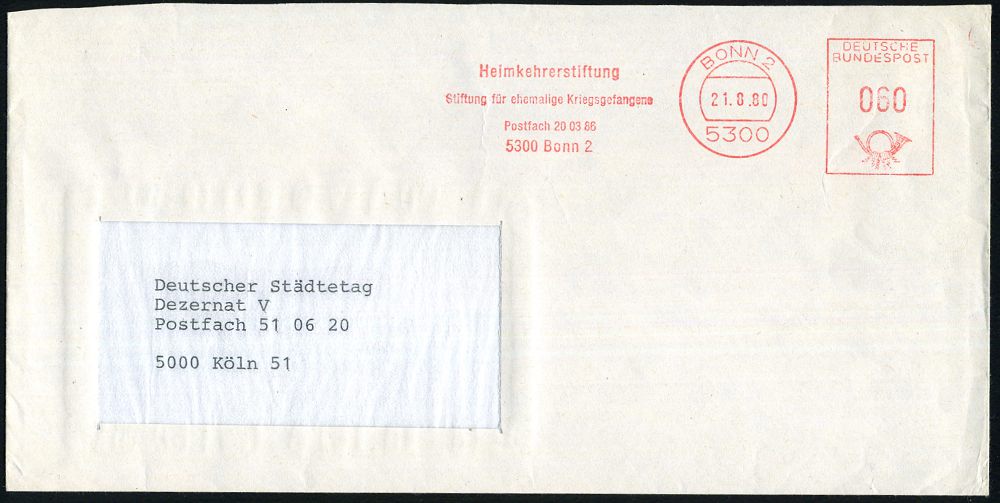 Heimkehrerstiftung
Stiftung für ehemalige Kriegsgefangene
Postfach 20 03 86
5300 Bonn 2
BONN 2
21.8.80
5300
DEUTSCHE
BUNDESPOST
060
Deutscher Städtetag
Dezernat V
Postfach 51 06 20
5000 Köln 51